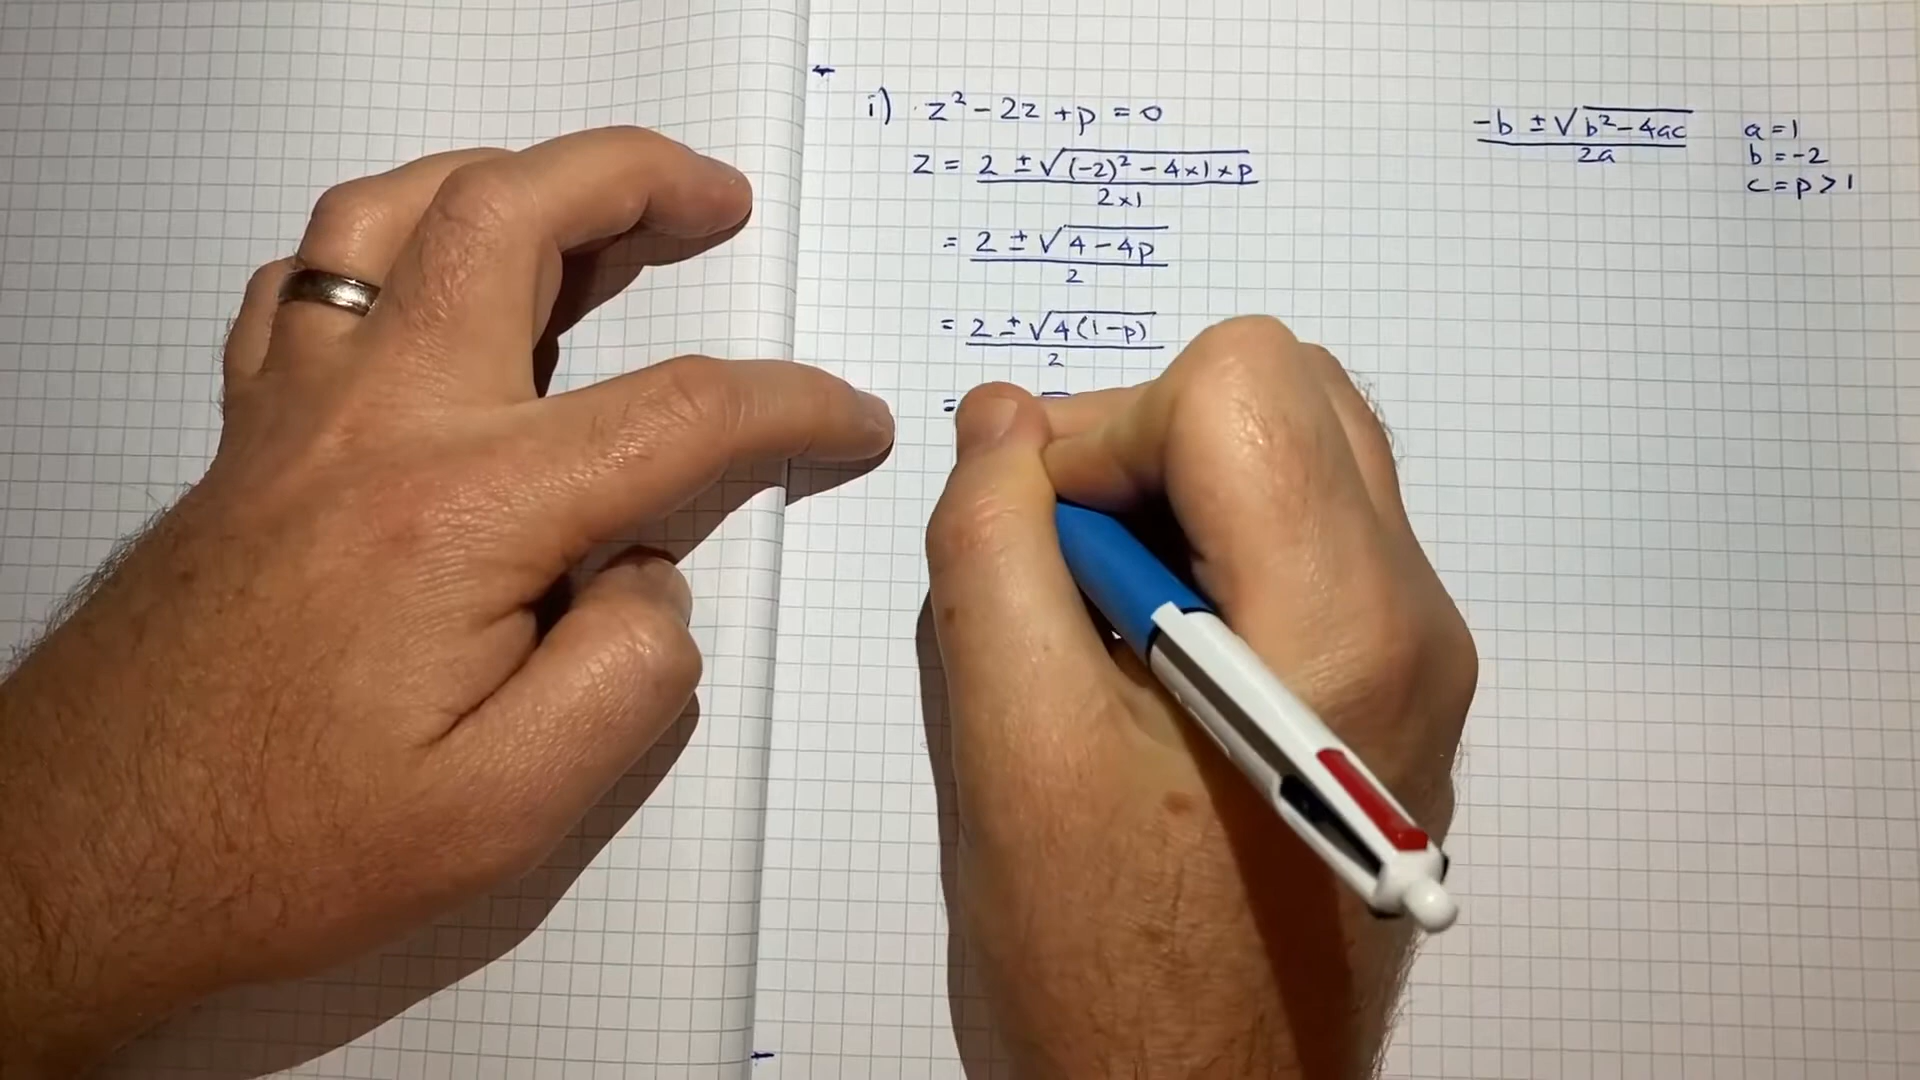 i) z² - 2z + p = 0
z = 2 ± √(-2)² - 4×1×p
2×1
= 2 ± √4 - 4p
2
= 2 ± √4(1-p)
2
=
-b ± √b² - 4ac
2a
a = 1
b = -2
c = p > 1